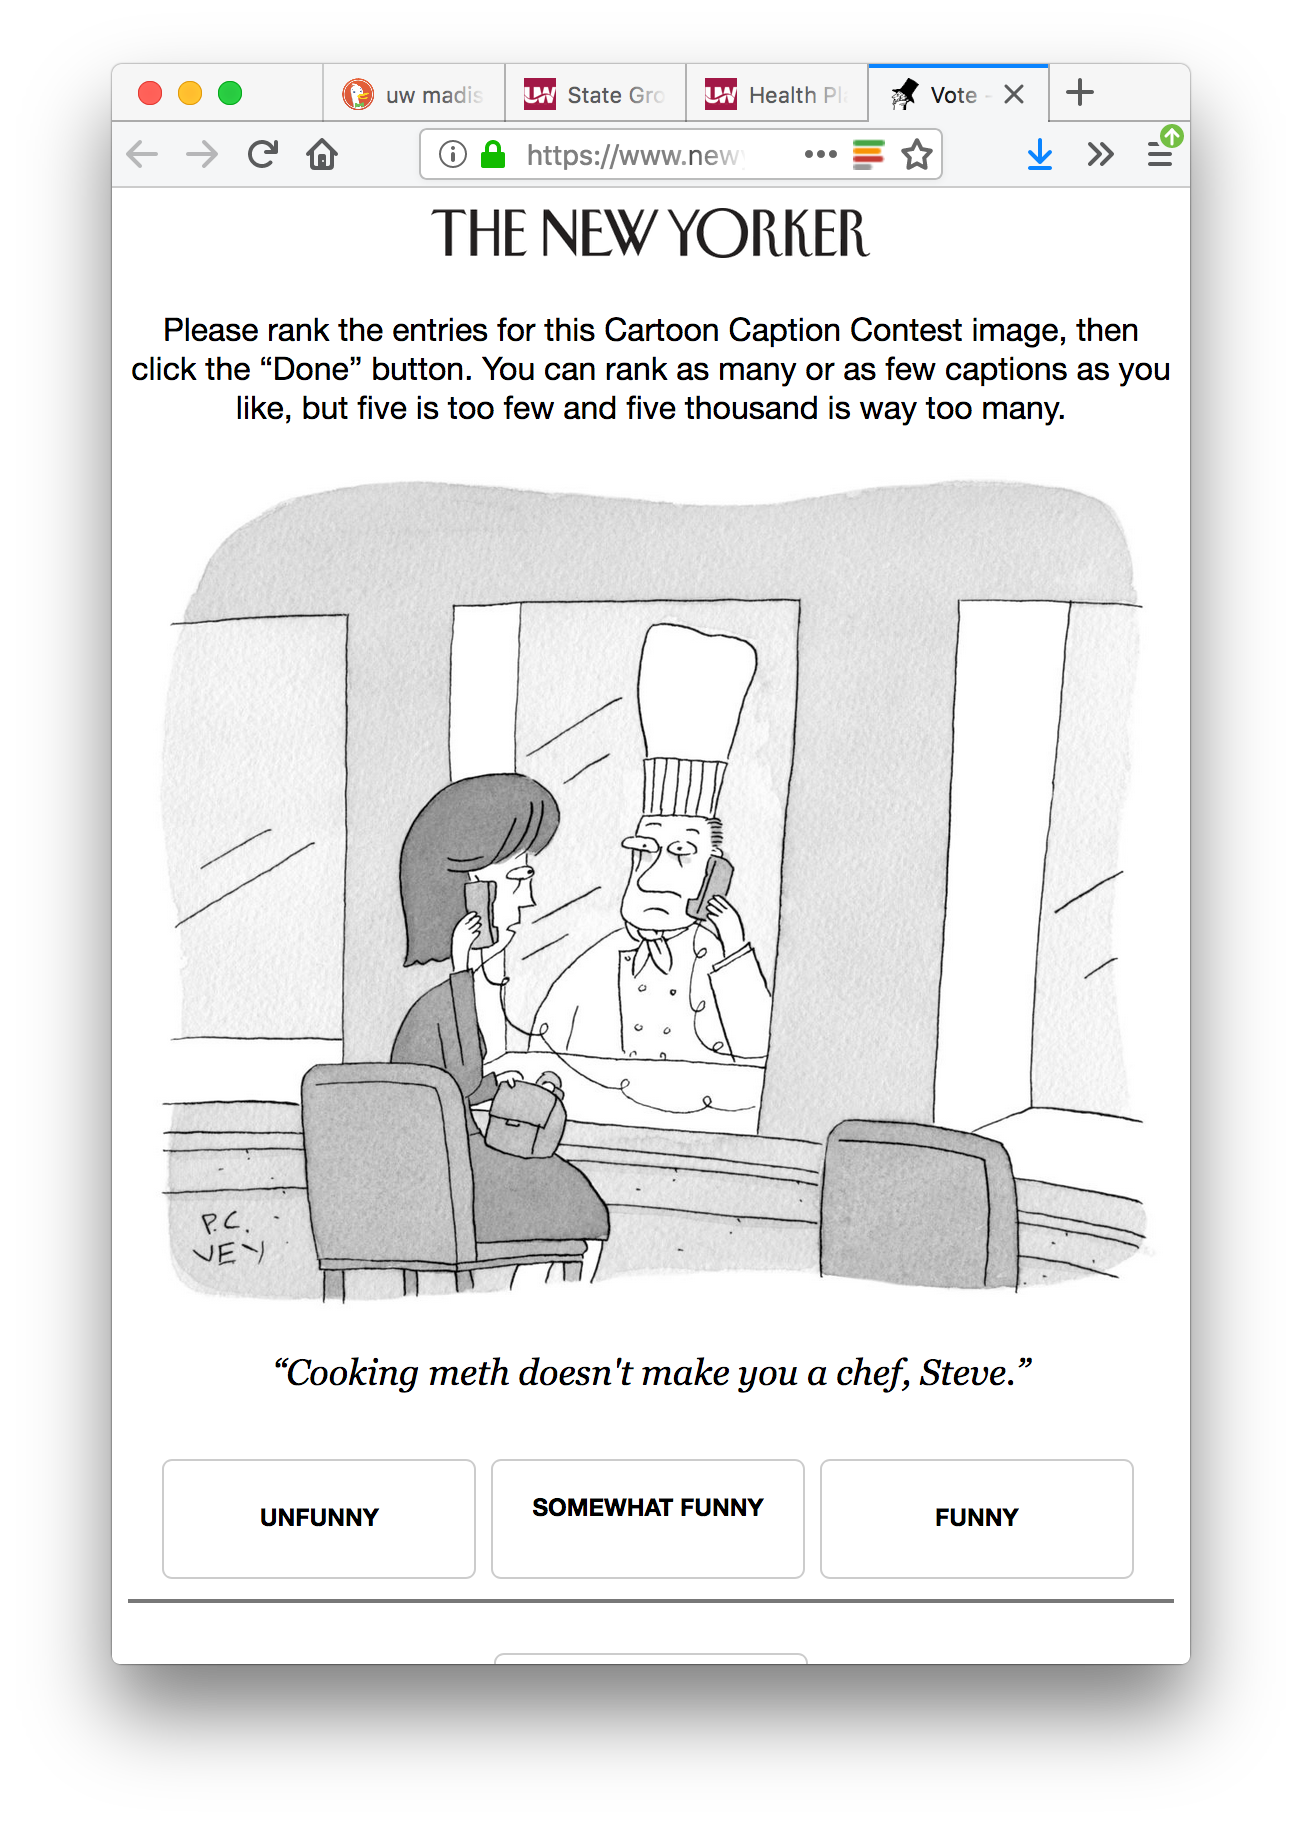 uw madis
State Gro
Health Pl
Vote -
https://www.new
THE NEW YORKER
Please rank the entries for this Cartoon Caption Contest image, then
click the “Done” button. You can rank as many or as few captions as you
like, but five is too few and five thousand is way too many.
P.C.
VEY
“Cooking meth doesn't make you a chef, Steve.”
UNFUNNY
SOMEWHAT FUNNY
FUNNY